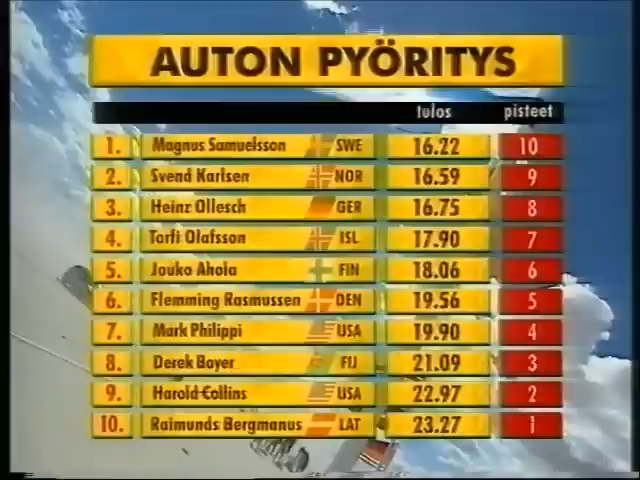 AUTON PYÖRITYS
tulos pisteet
1. Magnus Samuelsson SWE 16.22 10
2. Svend Karlsen NOR 16.59 9
3. Heinz Ollesch GER 16.75 8
4. Torfi Olafsson ISL 17.90 7
5. Jouko Ahola FIN 18.06 6
6. Flemming Rasmussen DEN 19.56 5
7. Mark Philippi USA 19.90 4
8. Derek Boyer FIJ 21.09 3
9. Harold Collins USA 22.97 2
10. Raimunds Bergmanus LAT 23.27 1